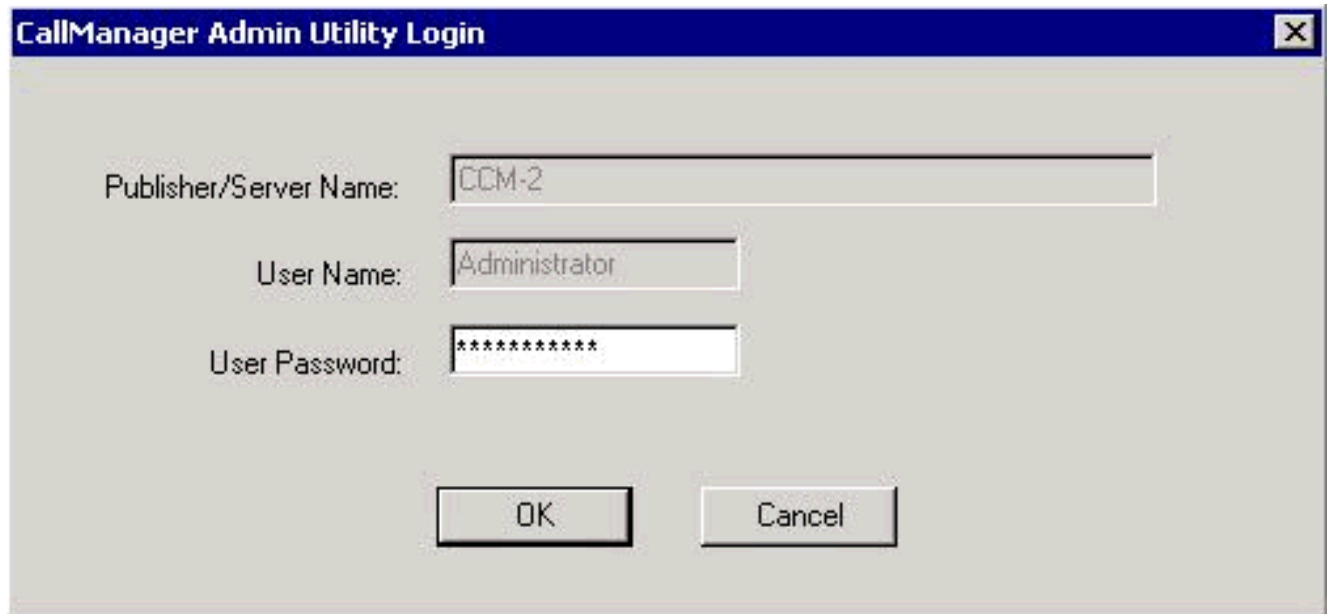 CallManager Admin Utility Login
Publisher/Server Name: CCM-2
User Name: Administrator
User Password: ***********
OK Cancel